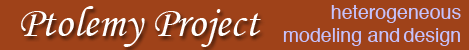 Ptolemy Project
heterogeneous
modeling and design